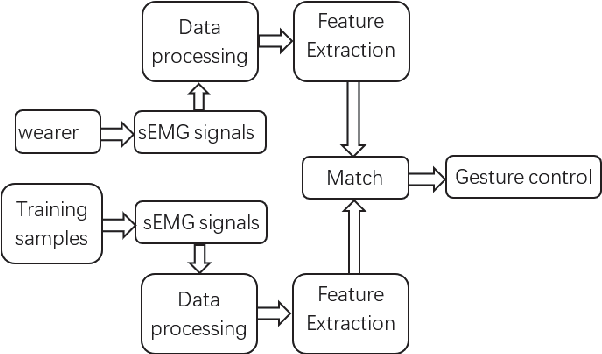 Data
processing
Feature
Extraction
wearer
sEMG signals
Match
Gesture control
Training
samples
sEMG signals
Data
processing
Feature
Extraction